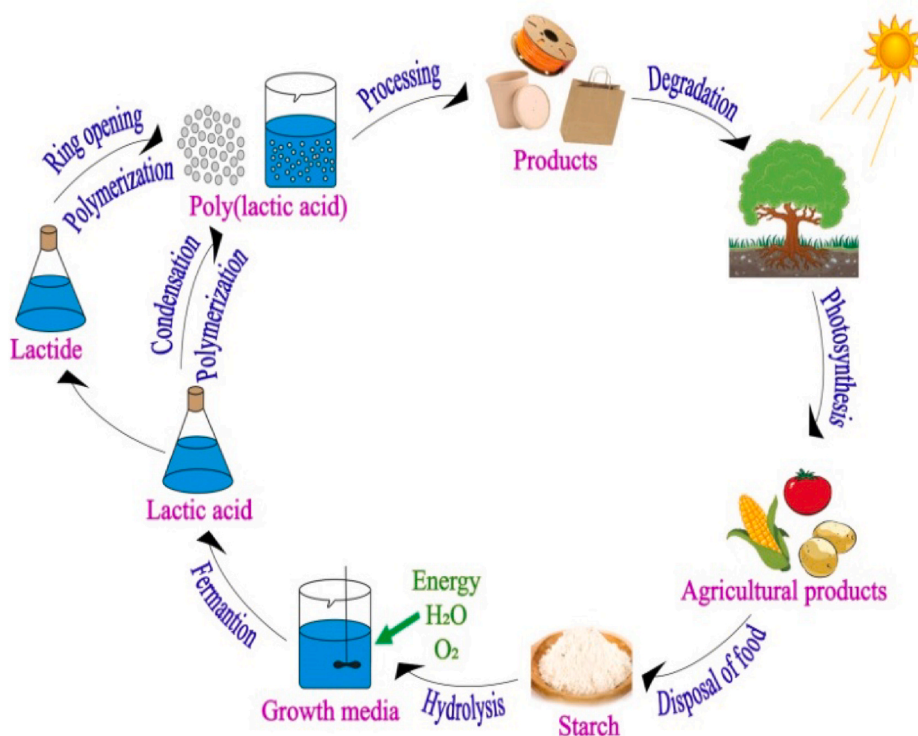 Processing
Degradation
Products
Ring opening
Polymerization
Poly(lactic acid)
Condensation
Polymerization
Lactide
Lactic acid
Photosynthesis
Agricultural products
Disposal of food
Starch
Hydrolysis
Energy
H₂O
O₂
Growth media
Fermantion